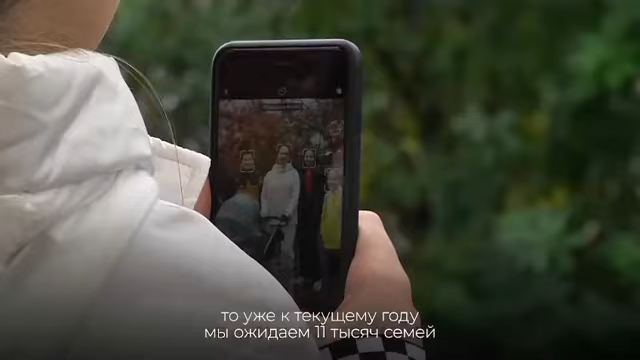 то уже к текущему году
мы ожидаем 11 тысяч семей